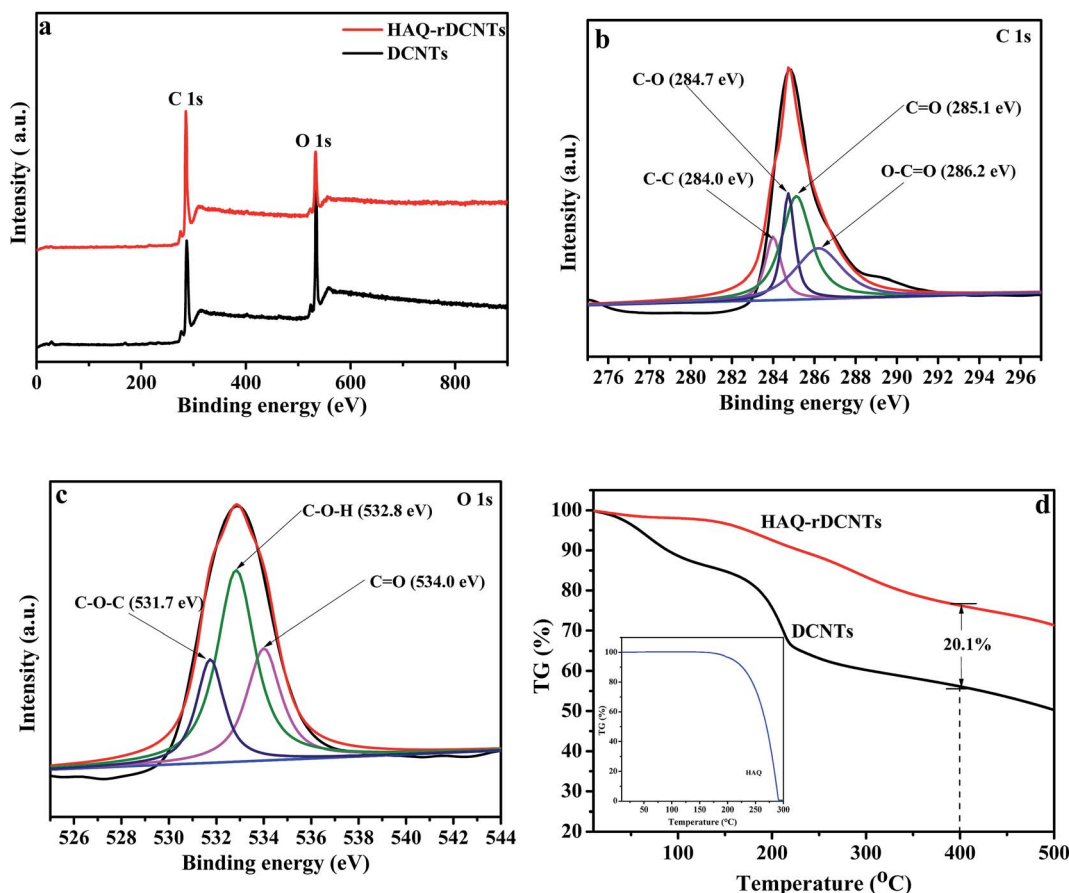 a
HAQ-rDCNTs
DCNTs
C 1s
O 1s
Intensity ( a.u.)
0 200 400 600 800
Binding energy (eV)
b
C 1s
C-O (284.7 eV)
C=O (285.1 eV)
C-C (284.0 eV)
O-C=O (286.2 eV)
Intensity (a.u.)
276 278 280 282 284 286 288 290 292 294 296
Binding energy (eV)
c
O 1s
C-O-H (532.8 eV)
C=O (534.0 eV)
C-O-C (531.7 eV)
Intensity (a.u.)
526 528 530 532 534 536 538 540 542 544
Binding energy (eV)
d
HAQ-rDCNTs
DCNTs
20.1%
TG (%)
100
90
80
70
60
50
40
30
20
100 200 300 400 500
Temperature (°C)
TG (%)
100
80
60
40
20
0
HAQ
50 100 150 200 250 300
Temperature (°C)